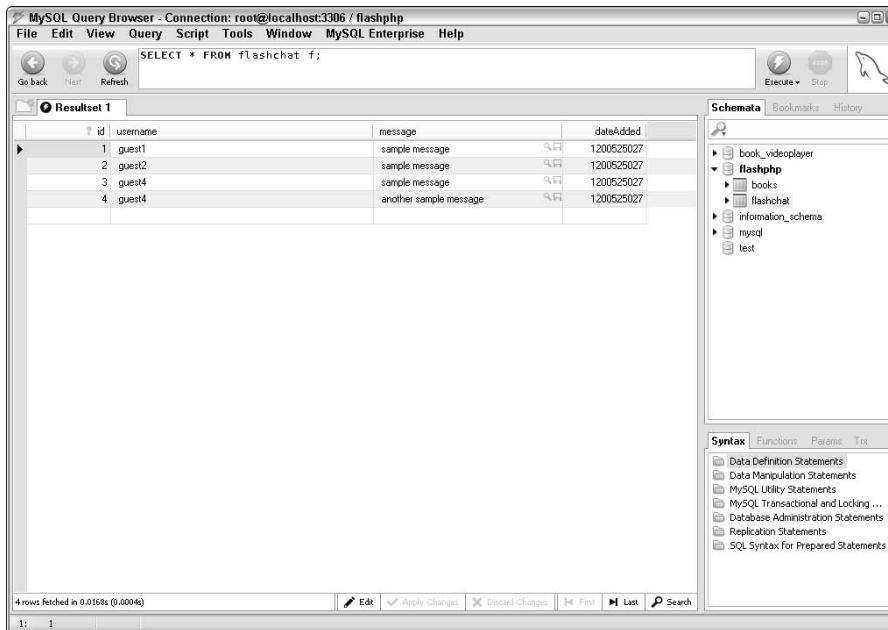 MySQL Query Browser - Connection: root@localhost:3306 / flashphp
File Edit View Query Script Tools Window MySQL Enterprise Help
Go back Next Refresh
SELECT * FROM flashchat f;
Execute Stop
Resultset 1
id username message dateAdded
1 guest1 sample message 1200525027
2 guest2 sample message 1200525027
3 guest4 sample message 1200525027
4 guest4 another sample message 1200525027
4 rows fetched in 0.0168s (0.0004s)
Edit Apply Changes Discard Changes First Last Search
1: 1
Schemata Bookmarks History
book_videoplayer
flashphp
books
flashchat
information_schema
mysql
test
Syntax Functions Params Trx
Data Definition Statements
Data Manipulation Statements
MySQL Utility Statements
MySQL Transactional and Locking ...
Database Administration Statements
Replication Statements
SQL Syntax for Prepared Statements